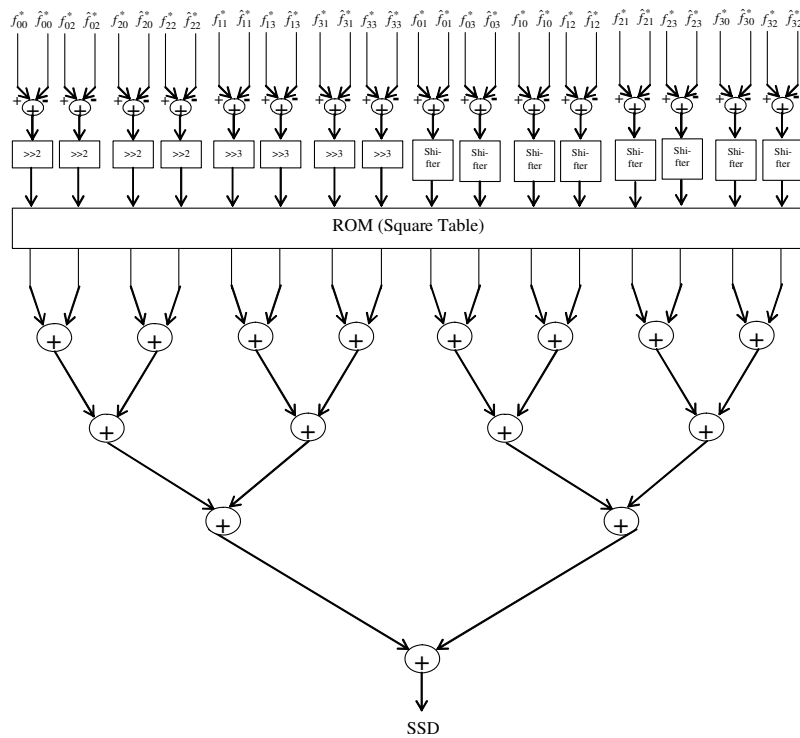 f*₀₀ f̂*₀₀ f*₀₂ f̂*₀₂ f*₂₀ f̂*₂₀ f*₂₂ f̂*₂₂ f*₁₁ f̂*₁₁ f*₁₃ f̂*₁₃ f*₃₁ f̂*₃₁ f*₃₃ f̂*₃₃ f*₀₁ f̂*₀₁ f*₀₃ f̂*₀₃ f*₁₀ f̂*₁₀ f*₁₂ f̂*₁₂ f*₂₁ f̂*₂₁ f*₂₃ f̂*₂₃ f*₃₀ f̂*₃₀ f*₃₂ f̂*₃₂
+ - + - + - + - + - + - + - + - + - + - + - + - + - + - + - + -
+ + + + + + + + + + + + + + + +
>>2 >>2 >>2 >>2 >>3 >>3 >>3 >>3 Shi- Shi- Shi- Shi- Shi- Shi- Shi- Shi-
fter fter fter fter fter fter fter fter
ROM (Square Table)
+ + + + + + + +
+ + + +
+ +
+
SSD